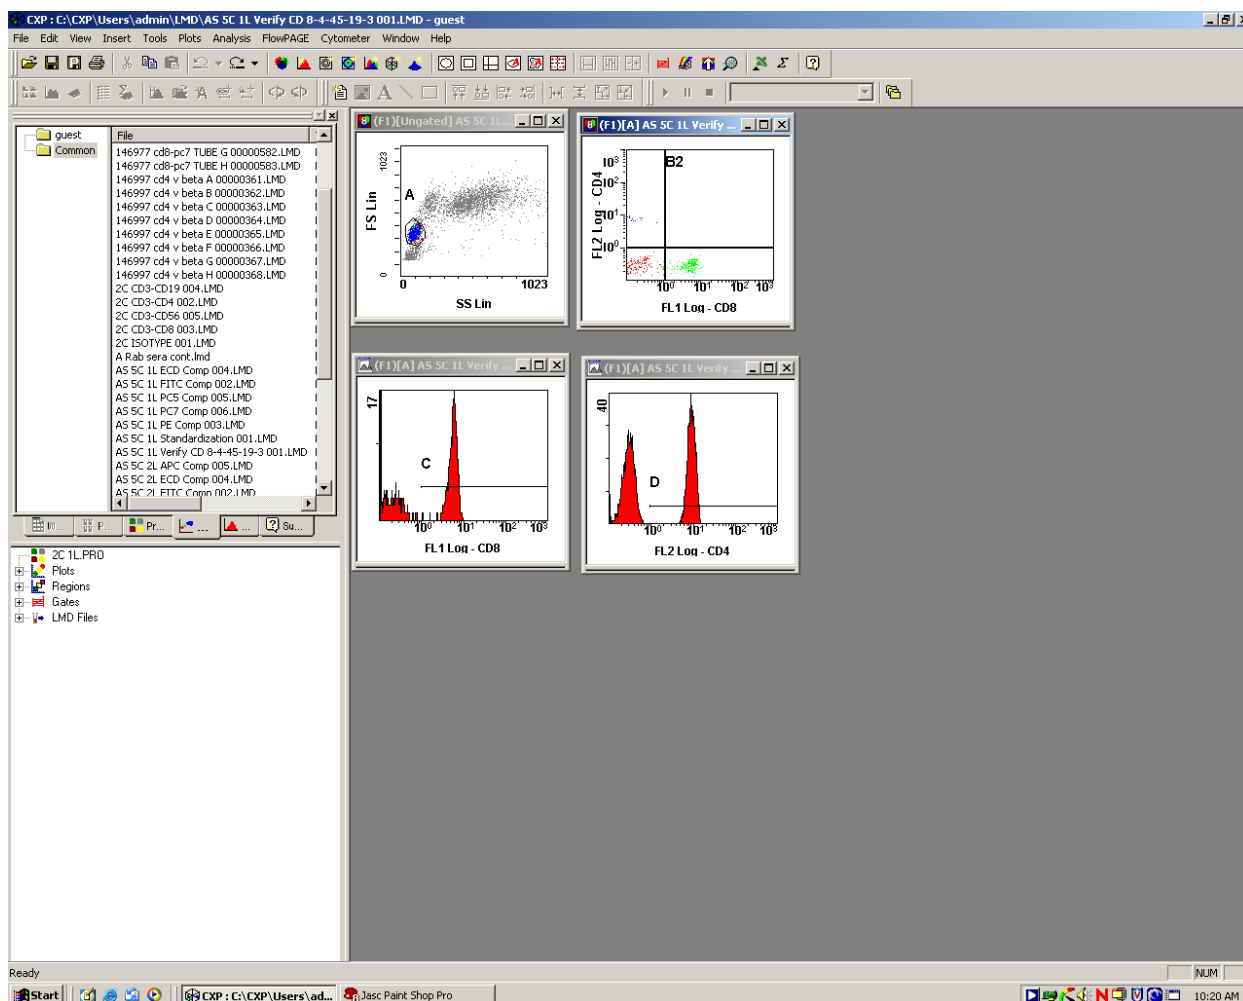 CXP : C:\CXP\Users\admin\LMD\AS 5C 1L Verify CD 8-4-45-19-3 001.LMD - guest
File Edit View Insert Tools Plots Analysis FlowPAGE Cytometer Window Help
guest
Common
File
146977 cd8-pc7 TUBE G 00000582.LMD
146977 cd8-pc7 TUBE H 00000583.LMD
146997 cd4 v beta A 00000361.LMD
146997 cd4 v beta B 00000362.LMD
146997 cd4 v beta C 00000363.LMD
146997 cd4 v beta D 00000364.LMD
146997 cd4 v beta E 00000365.LMD
146997 cd4 v beta F 00000366.LMD
146997 cd4 v beta G 00000367.LMD
146997 cd4 v beta H 00000368.LMD
2C CD3-CD19 004.LMD
2C CD3-CD4 002.LMD
2C CD3-CD56 005.LMD
2C CD3-CD8 003.LMD
2C ISOTYPE 001.LMD
A Rab sera cont.lmd
AS 5C 1L ECD Comp 004.LMD
AS 5C 1L FITC Comp 002.LMD
AS 5C 1L PC5 Comp 005.LMD
AS 5C 1L PC7 Comp 006.LMD
AS 5C 1L PE Comp 003.LMD
AS 5C 1L Standardization 001.LMD
AS 5C 1L Verify CD 8-4-45-19-3 001.LMD
AS 5C 2L APC Comp 005.LMD
AS 5C 2L ECD Comp 004.LMD
AS 5C 2L FITC Comp 002.LMD
P... Pr... ... ... Su...
2C 1L.PRO
Plots
Regions
Gates
LMD Files
(F1)[Ungated] AS 5C 1L...
1023
A
FS Lin
0
0 1023
SS Lin
(F1)[A] AS 5C 1L Verify ...
B2
10³
10²
10¹
10⁰
FL2 Log - CD4
10⁰ 10¹ 10² 10³
FL1 Log - CD8
(F1)[A] AS 5C 1L Verify ...
17
C
10⁰ 10¹ 10² 10³
FL1 Log - CD8
(F1)[A] AS 5C 1L Verify ...
40
D
10⁰ 10¹ 10² 10³
FL2 Log - CD4
Ready
NUM
Start CXP : C:\CXP\Users\ad... Jasc Paint Shop Pro 10:20 AM